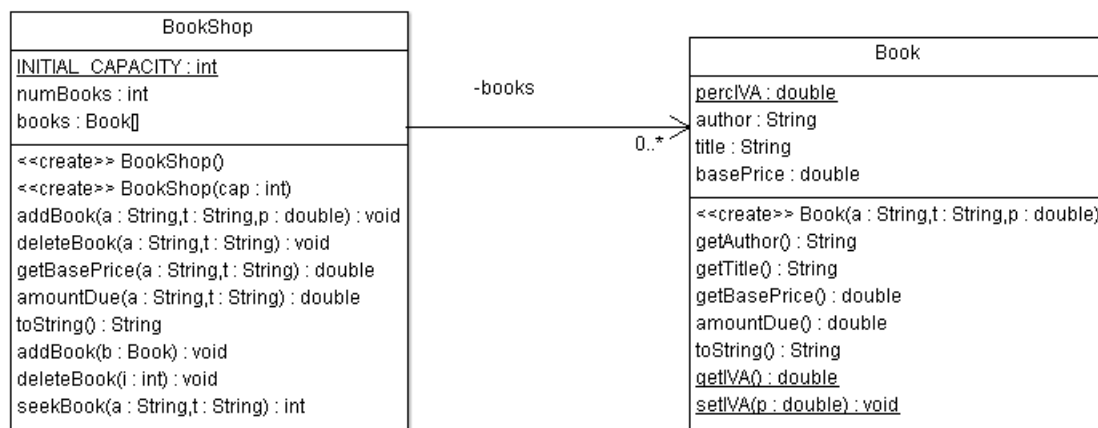 BookShop
INITIAL_CAPACITY : int
numBooks : int
books : Book[]
<<create>> BookShop()
<<create>> BookShop(cap : int)
addBook(a : String,t : String,p : double) : void
deleteBook(a : String,t : String) : void
getBasePrice(a : String,t : String) : double
amountDue(a : String,t : String) : double
toString() : String
addBook(b : Book) : void
deleteBook(i : int) : void
seekBook(a : String,t : String) : int
-books
0..*
Book
percIVA : double
author : String
title : String
basePrice : double
<<create>> Book(a : String,t : String,p : double)
getAuthor() : String
getTitle() : String
getBasePrice() : double
amountDue() : double
toString() : String
getIVA() : double
setIVA(p : double) : void